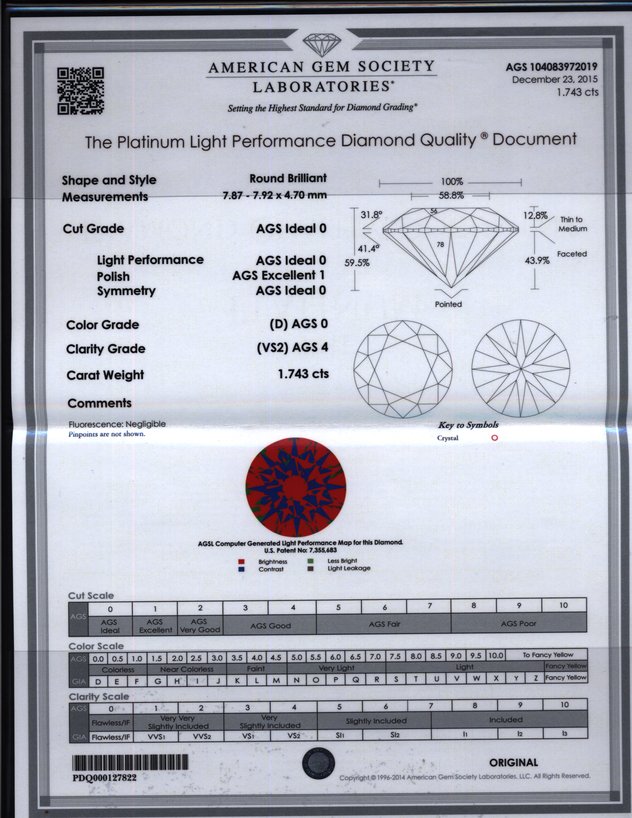 AMERICAN GEM SOCIETY
LABORATORIES®
Setting the Highest Standard for Diamond Grading®
AGS 104083972019
December 23, 2015
1.743 cts
The Platinum Light Performance Diamond Quality ® Document
Shape and Style Round Brilliant
Measurements 7.87 - 7.92 x 4.70 mm
Cut Grade AGS Ideal 0
Light Performance AGS Ideal 0
Polish AGS Excellent 1
Symmetry AGS Ideal 0
Color Grade (D) AGS 0
Clarity Grade (VS2) AGS 4
Carat Weight 1.743 cts
Comments
Fluorescence: Negligible
Pinpoints are not shown.
100%
58.8%
31.8°
56
12.8%
Thin to
Medium
41.4°
78
59.5%
43.9%
Faceted
Pointed
Key to Symbols
Crystal
AGSL Computer Generated Light Performance Map for this Diamond.
U.S. Patent No: 7,355,683
Brightness Less Bright
Contrast Light Leakage
Cut Scale
AGS 0 1 2 3 4 5 6 7 8 9 10
AGS Ideal AGS Excellent AGS Very Good AGS Good AGS Fair AGS Poor
Color Scale
AGS 0.0 0.5 1.0 1.5 2.0 2.5 3.0 3.5 4.0 4.5 5.0 5.5 6.0 6.5 7.0 7.5 8.0 8.5 9.0 9.5 10.0 To Fancy Yellow
Colorless Near Colorless Faint Very Light Light Fancy Yellow
GIA D E F G H I J K L M N O P Q R S T U V W X Y Z Fancy Yellow
Clarity Scale
AGS 0 1 2 3 4 5 6 7 8 9 10
Flawless/IF Very Very Slightly Included Very Slightly Included Slightly Included Included
GIA Flawless/IF VVS1 VVS2 VS1 VS2 SI1 SI2 I1 I2 I3
PDQ000127822
ORIGINAL
Copyright © 1996-2014 American Gem Society Laboratories, LLC. All Rights Reserved.